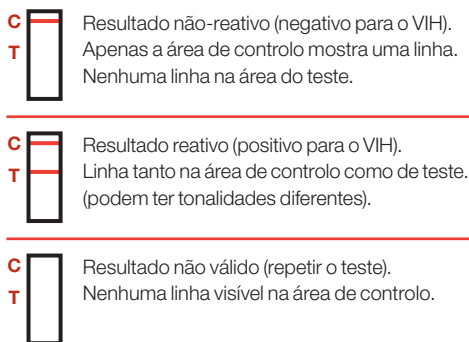 C
T
Resultado não-reativo (negativo para o VIH).
Apenas a área de controlo mostra uma linha.
Nenhuma linha na área do teste.
C
T
Resultado reativo (positivo para o VIH).
Linha tanto na área de controlo como de teste.
(podem ter tonalidades diferentes).
C
T
Resultado não válido (repetir o teste).
Nenhuma linha visível na área de controlo.